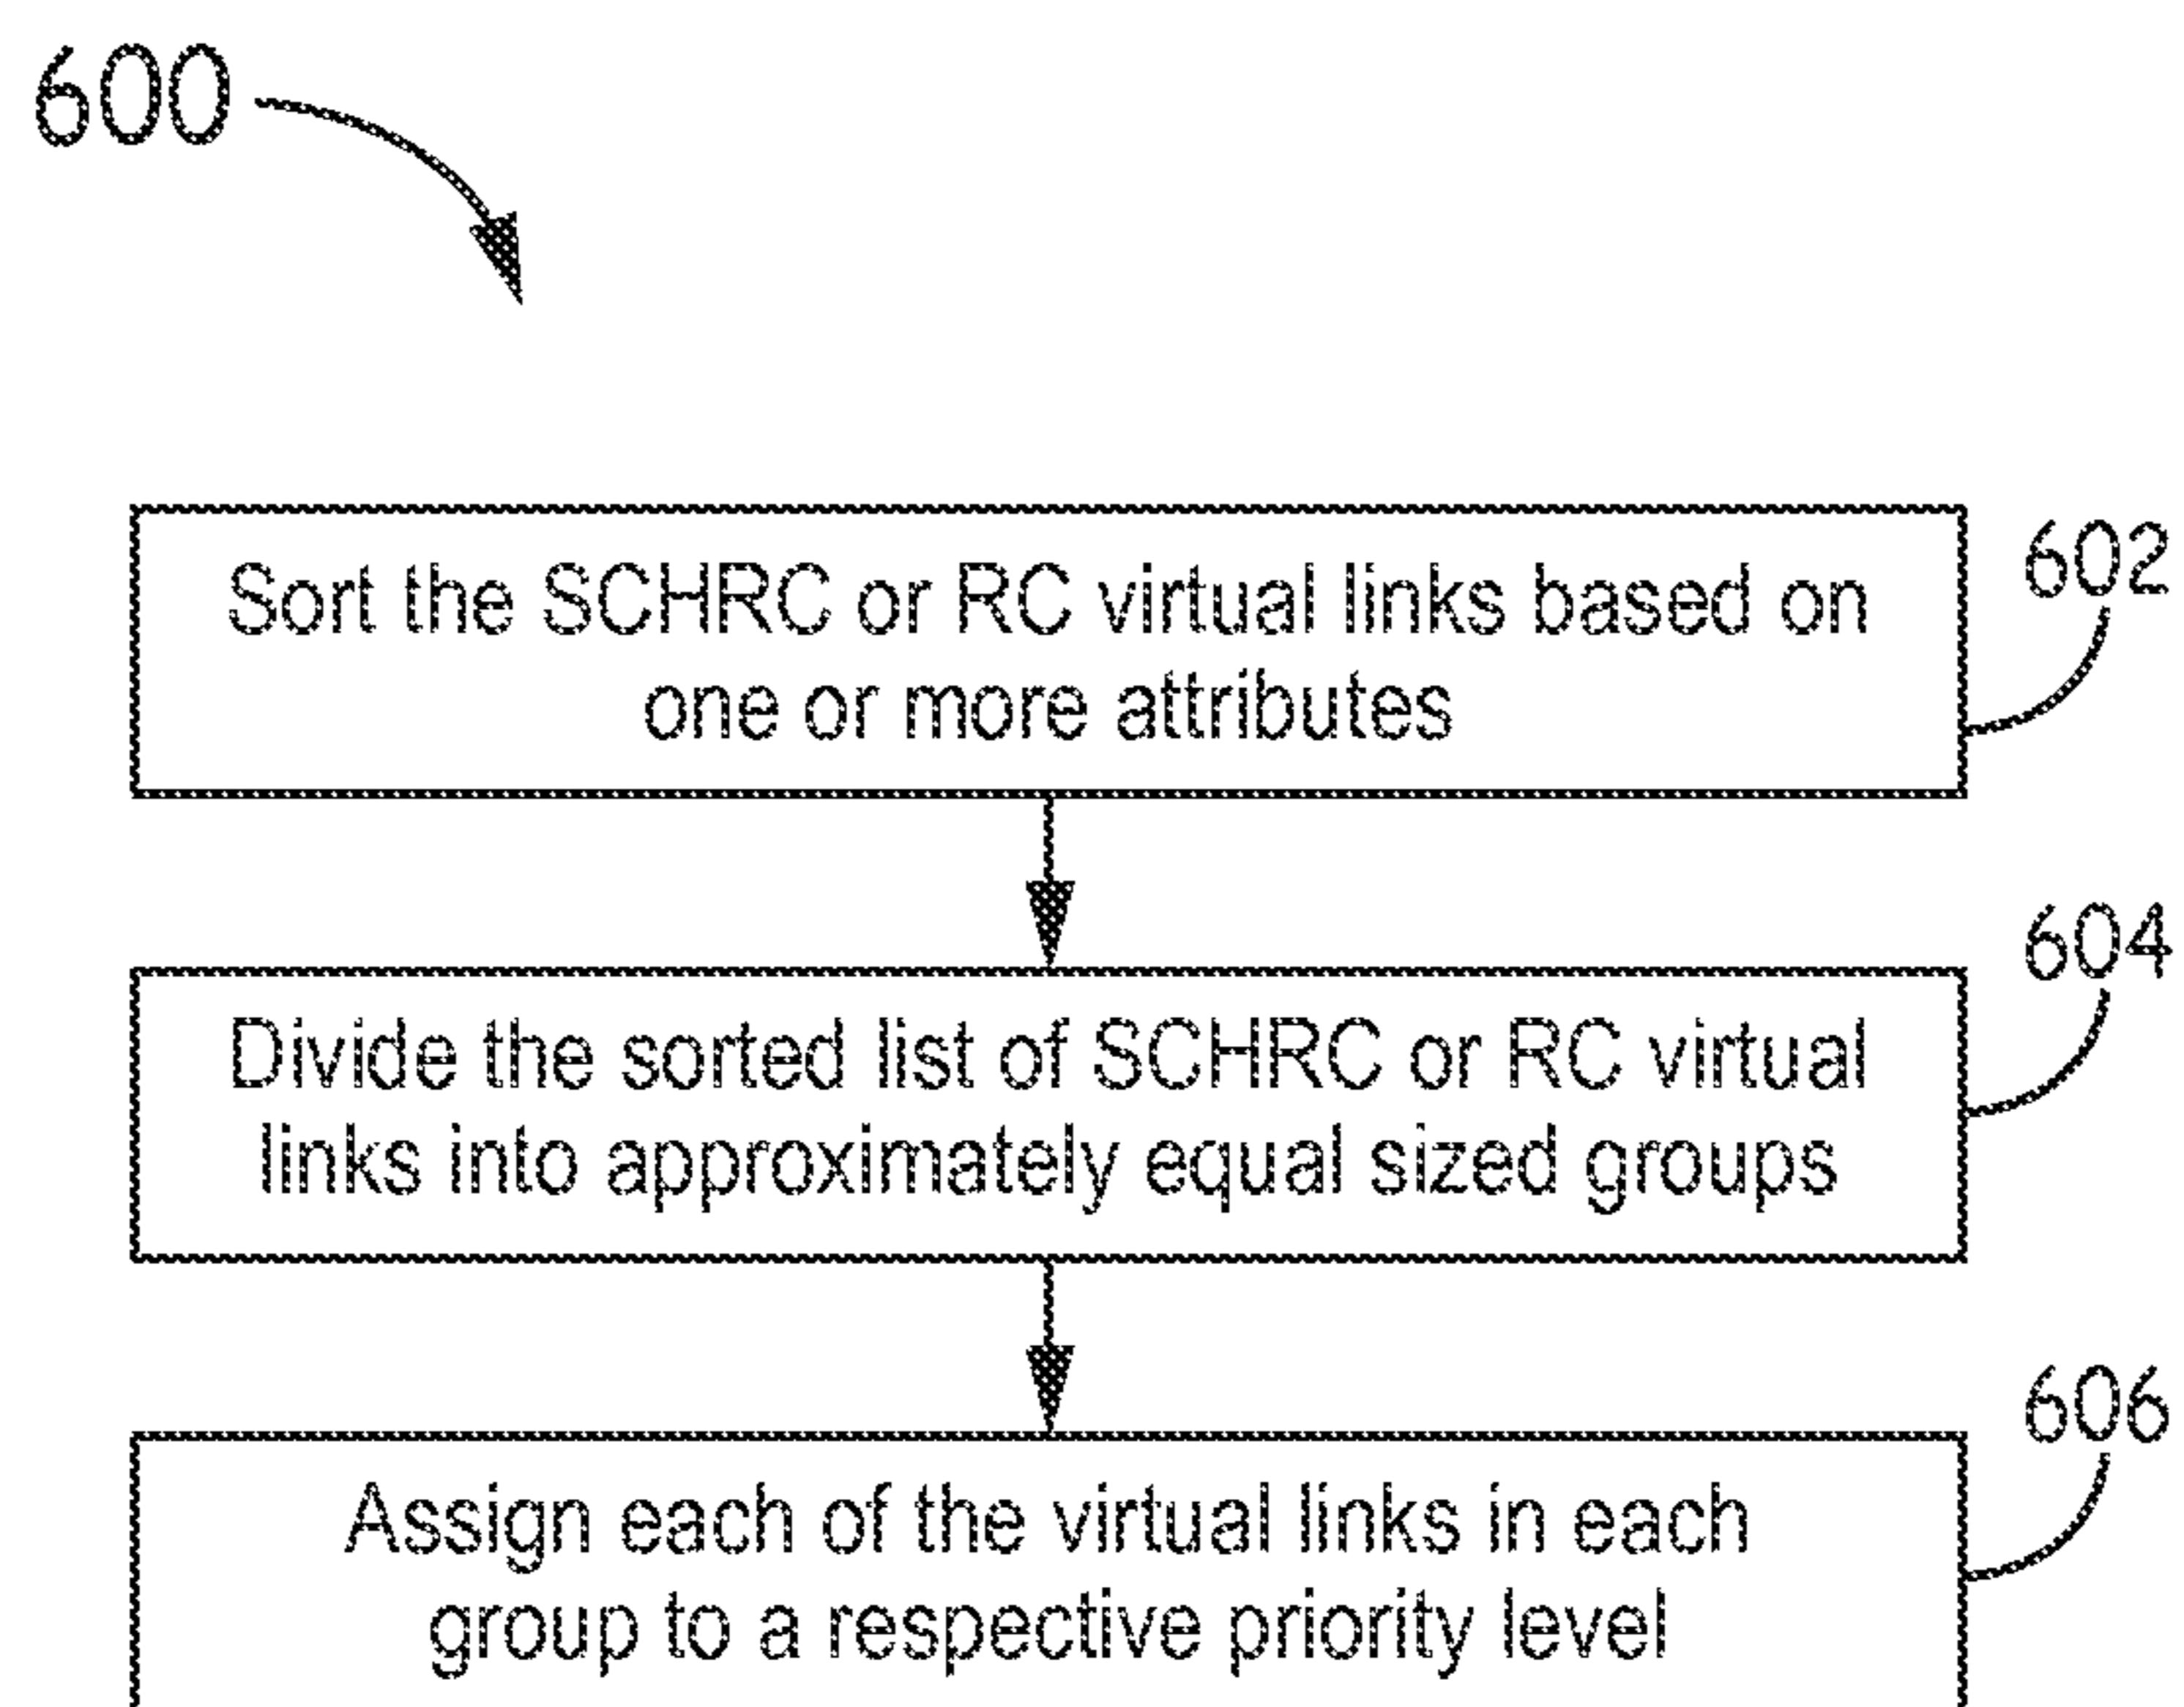 600
Sort the SCHRC or RC virtual links based on
one or more attributes
602
Divide the sorted list of SCHRC or RC virtual
links into approximately equal sized groups
604
Assign each of the virtual links in each
group to a respective priority level
606